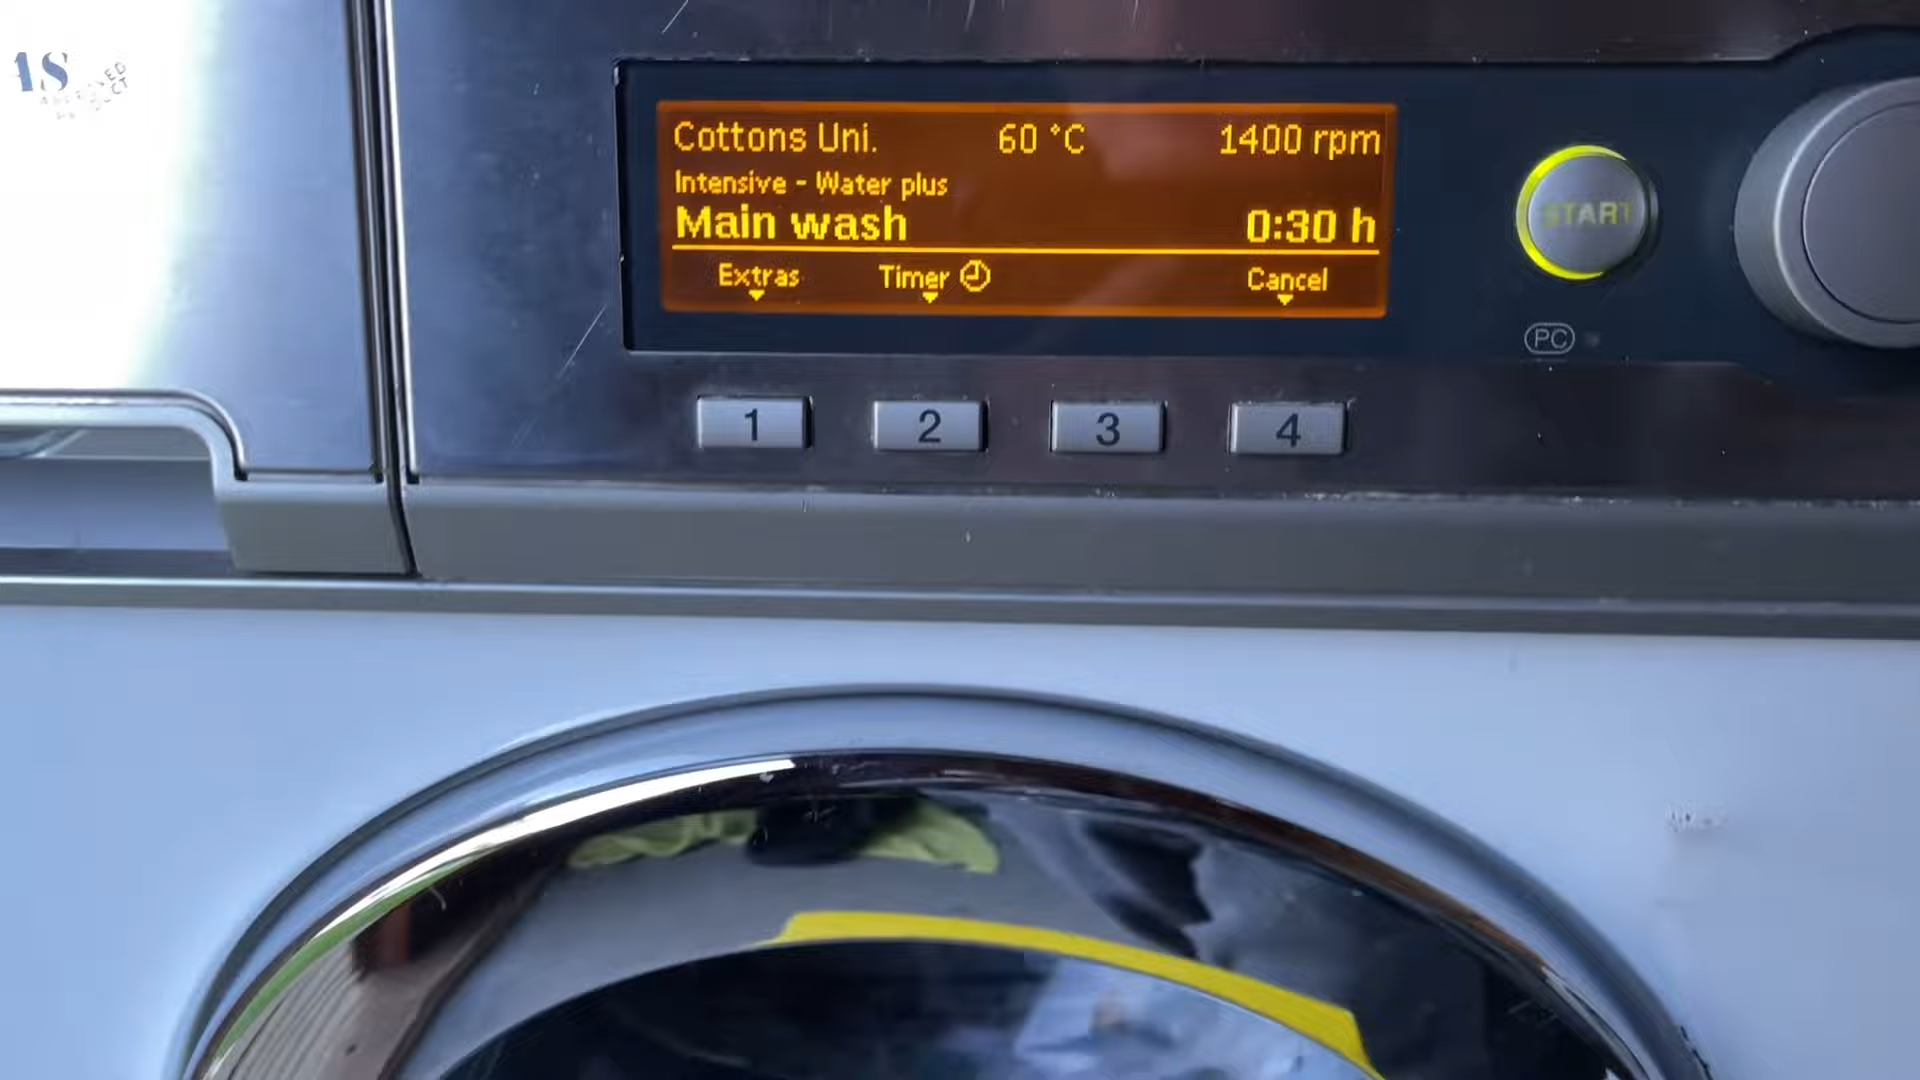 Cottons Uni. 60 °C 1400 rpm
Intensive - Water plus
Main wash 0:30 h
Extras Timer Cancel
START
PC
1 2 3 4